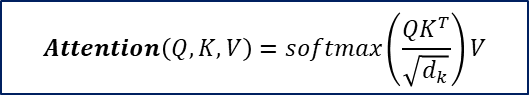 Attention(Q, K, V) = softmax(QK^T / √d_k)V